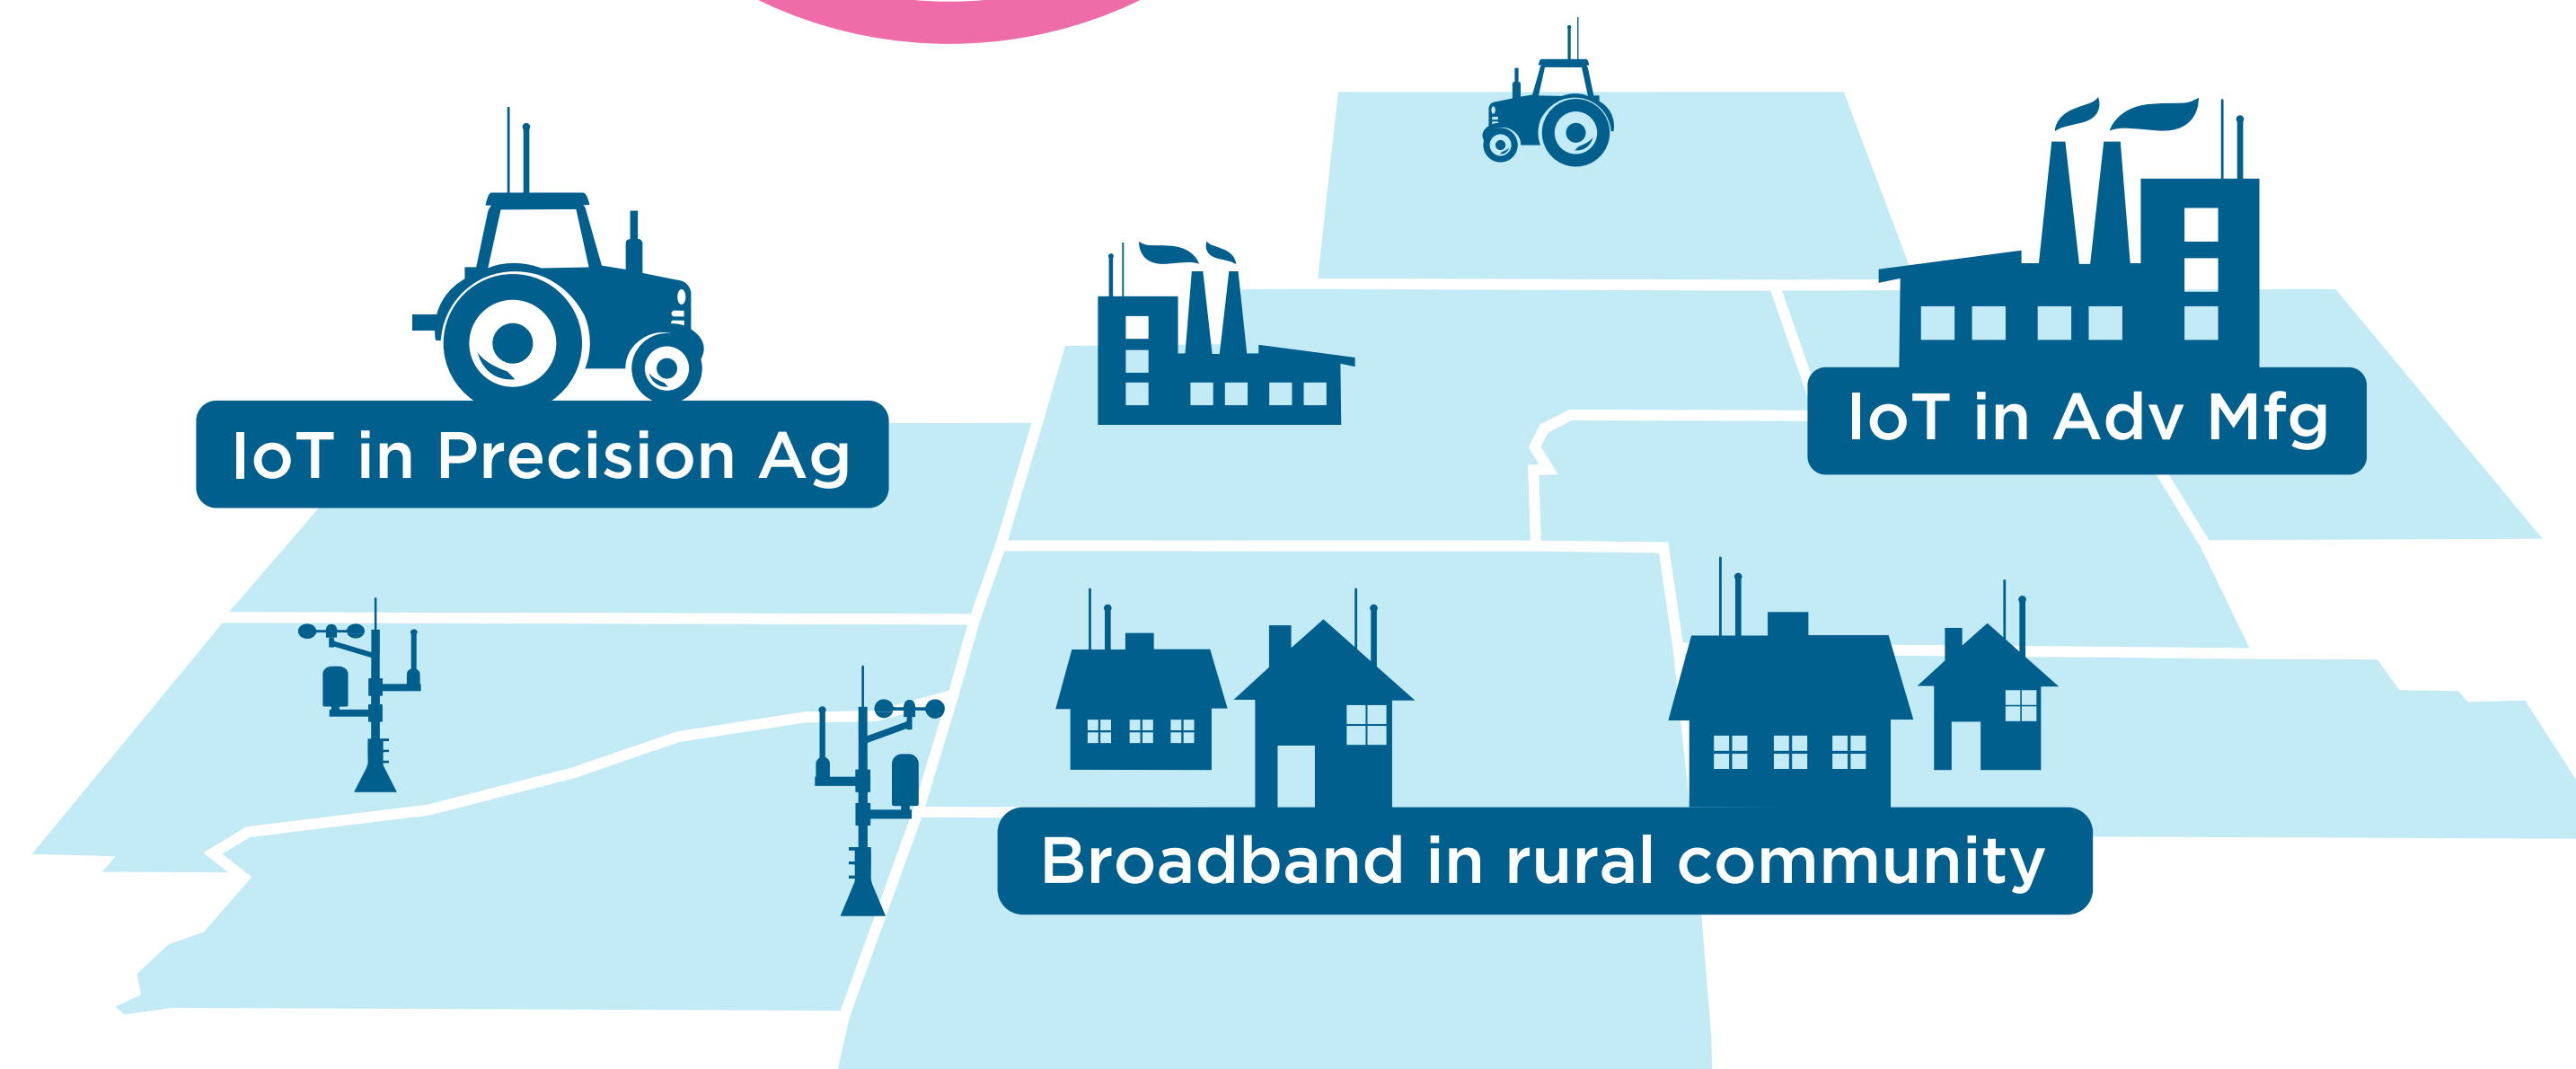 IoT in Precision Ag
IoT in Adv Mfg
Broadband in rural community